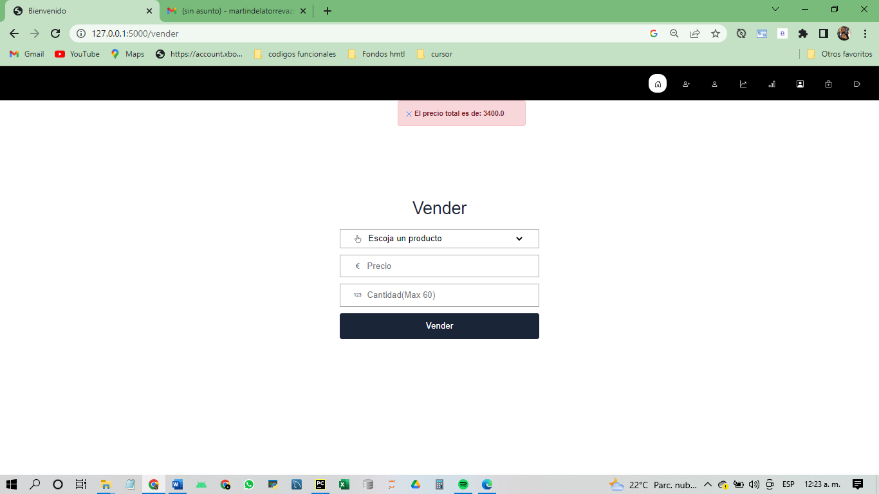 Bienvenido
(sin asunto) - martindelatorreva
127.0.0.1:5000/vender
Gmail
YouTube
Maps
https://account.xbo...
codigos funcionales
Fondos hmtl
cursor
Otros favoritos
El precio total es de: 3400.0
Vender
Escoja un producto
€ Precio
Cantidad(Max 60)
Vender
22°C Parc. nub...
ESP
12:23 a. m.